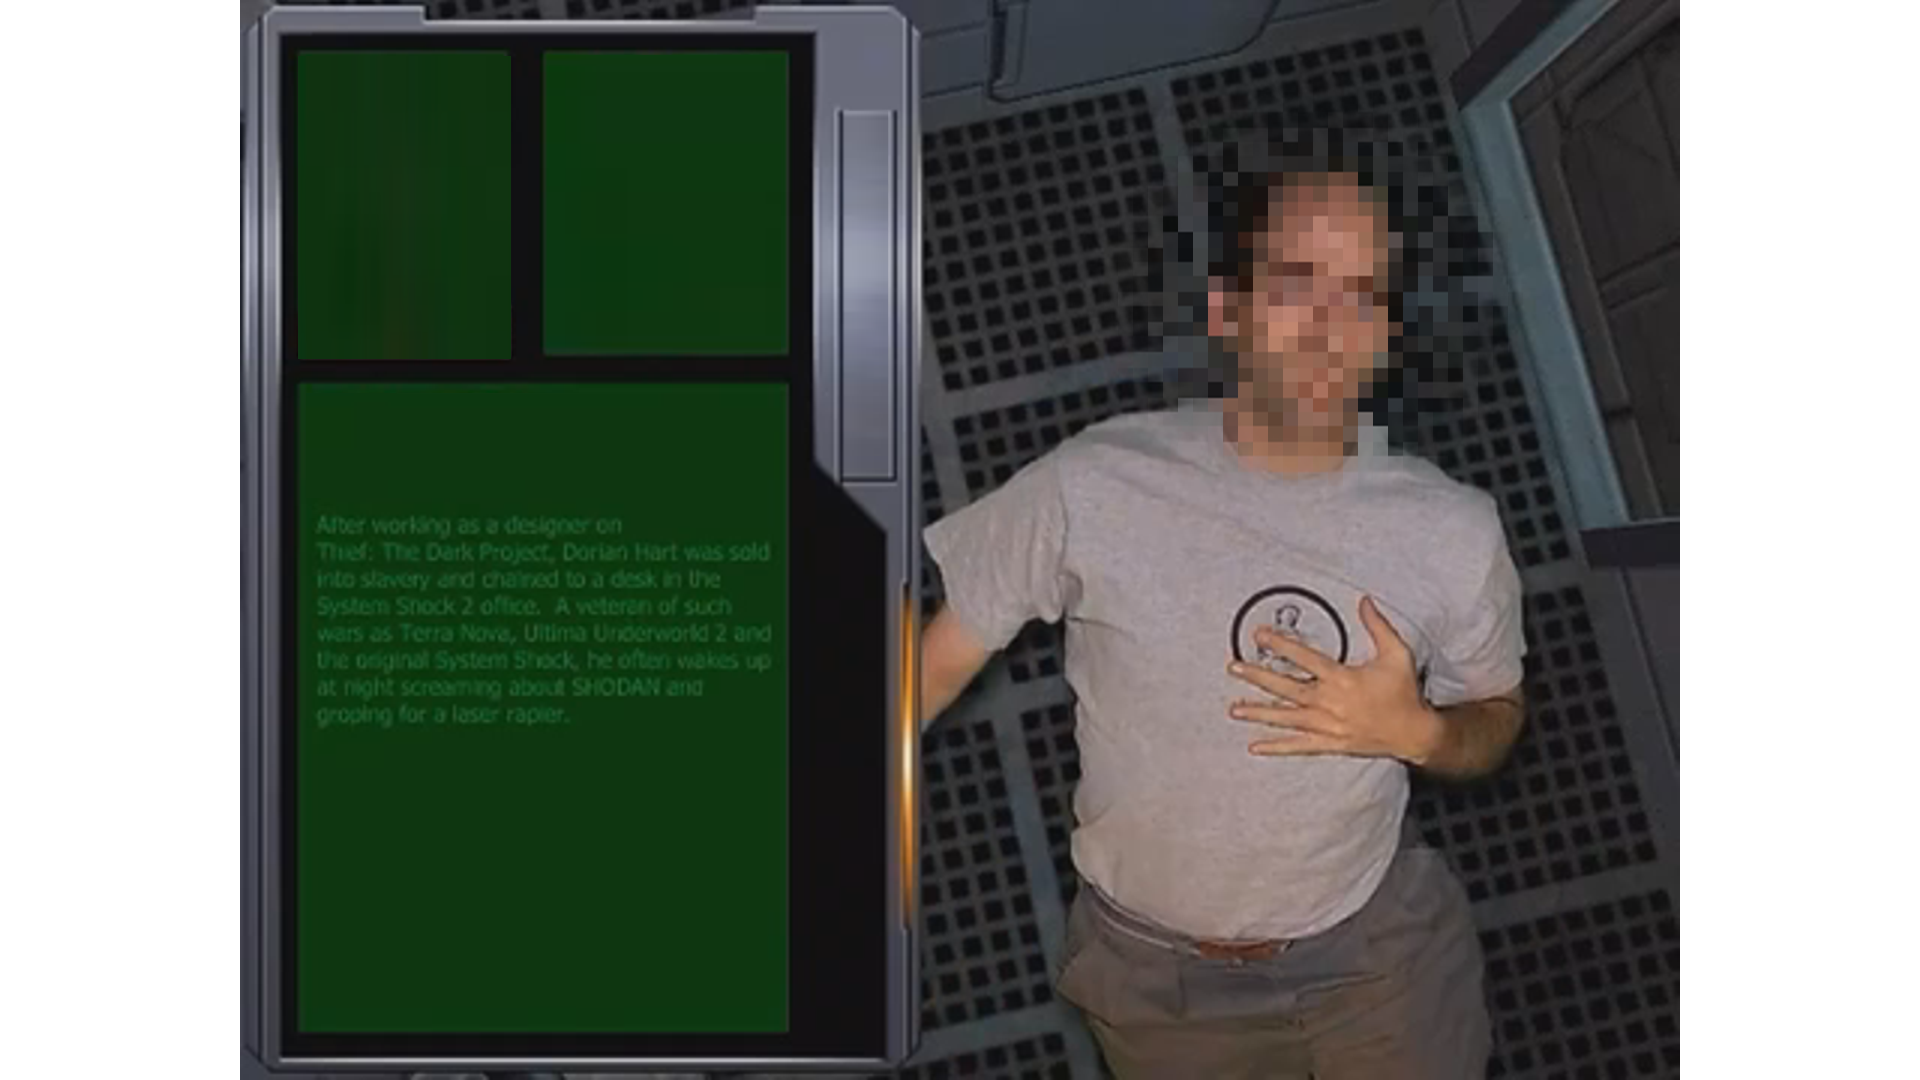 After working as a designer on
Thief: The Dark Project, Dorian Hart was sold
into slavery and chained to a desk in the
System Shock 2 office.  A veteran of such
wars as Terra Nova, Ultima Underworld 2 and
the original System Shock, he often wakes up
at night screaming about SHODAN and
groping for a laser rapier.